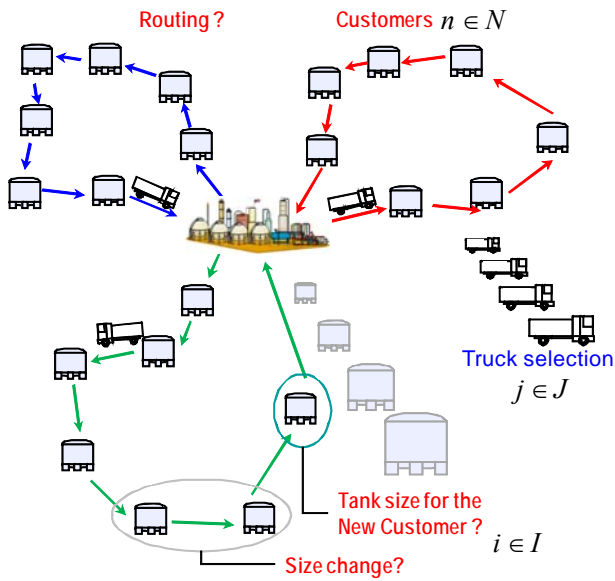 Routing ?
Customers n ∈ N
Truck selection
j ∈ J
Tank size for the
New Customer ?
i ∈ I
Size change?